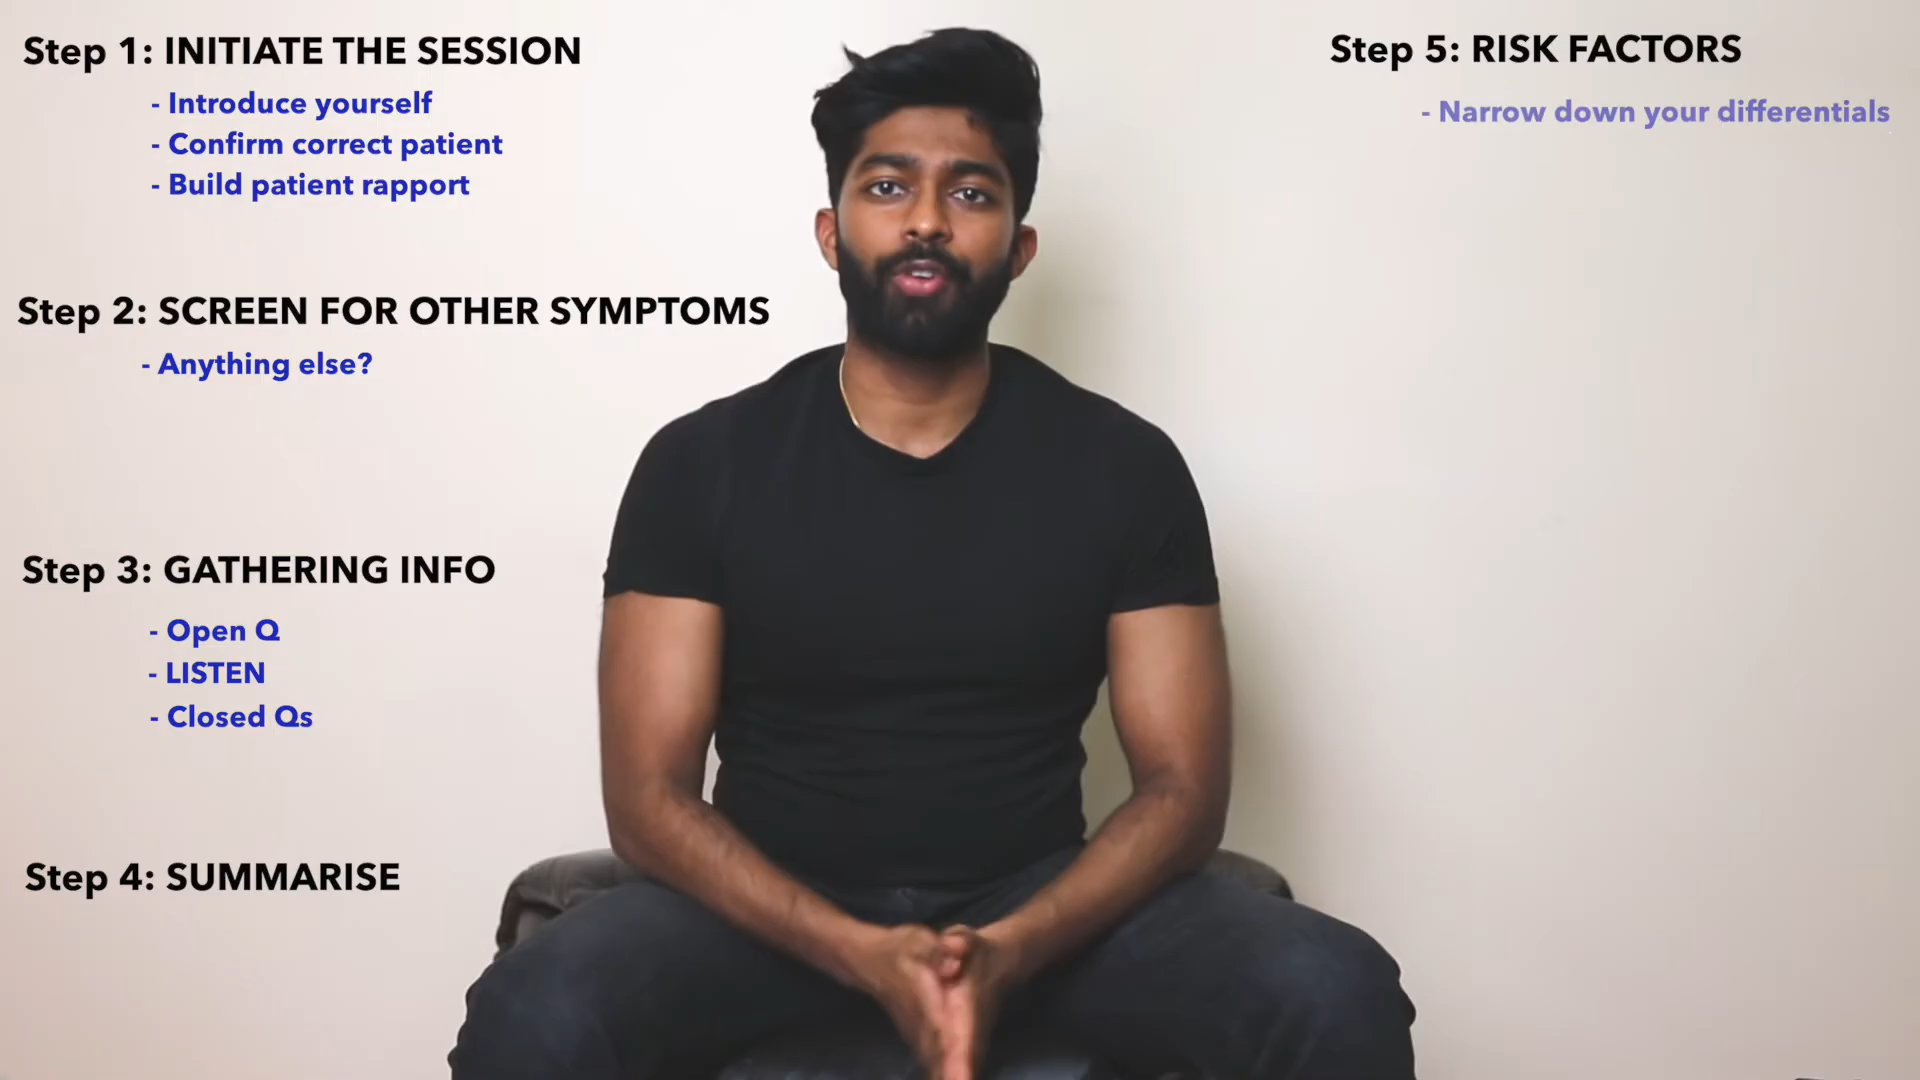 Step 1: INITIATE THE SESSION
- Introduce yourself
- Confirm correct patient
- Build patient rapport
Step 2: SCREEN FOR OTHER SYMPTOMS
- Anything else?
Step 3: GATHERING INFO
- Open Q
- LISTEN
- Closed Qs
Step 4: SUMMARISE
Step 5: RISK FACTORS
- Narrow down your differentials